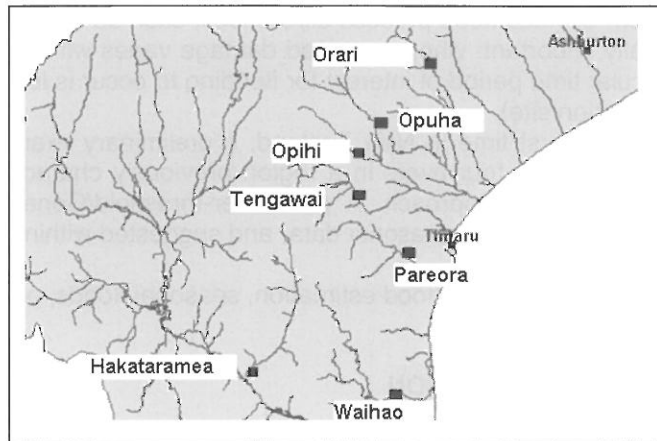 Orari
Ashburton
Opuha
Opihi
Tengawai
Timaru
Pareora
Hakataramea
Waihao